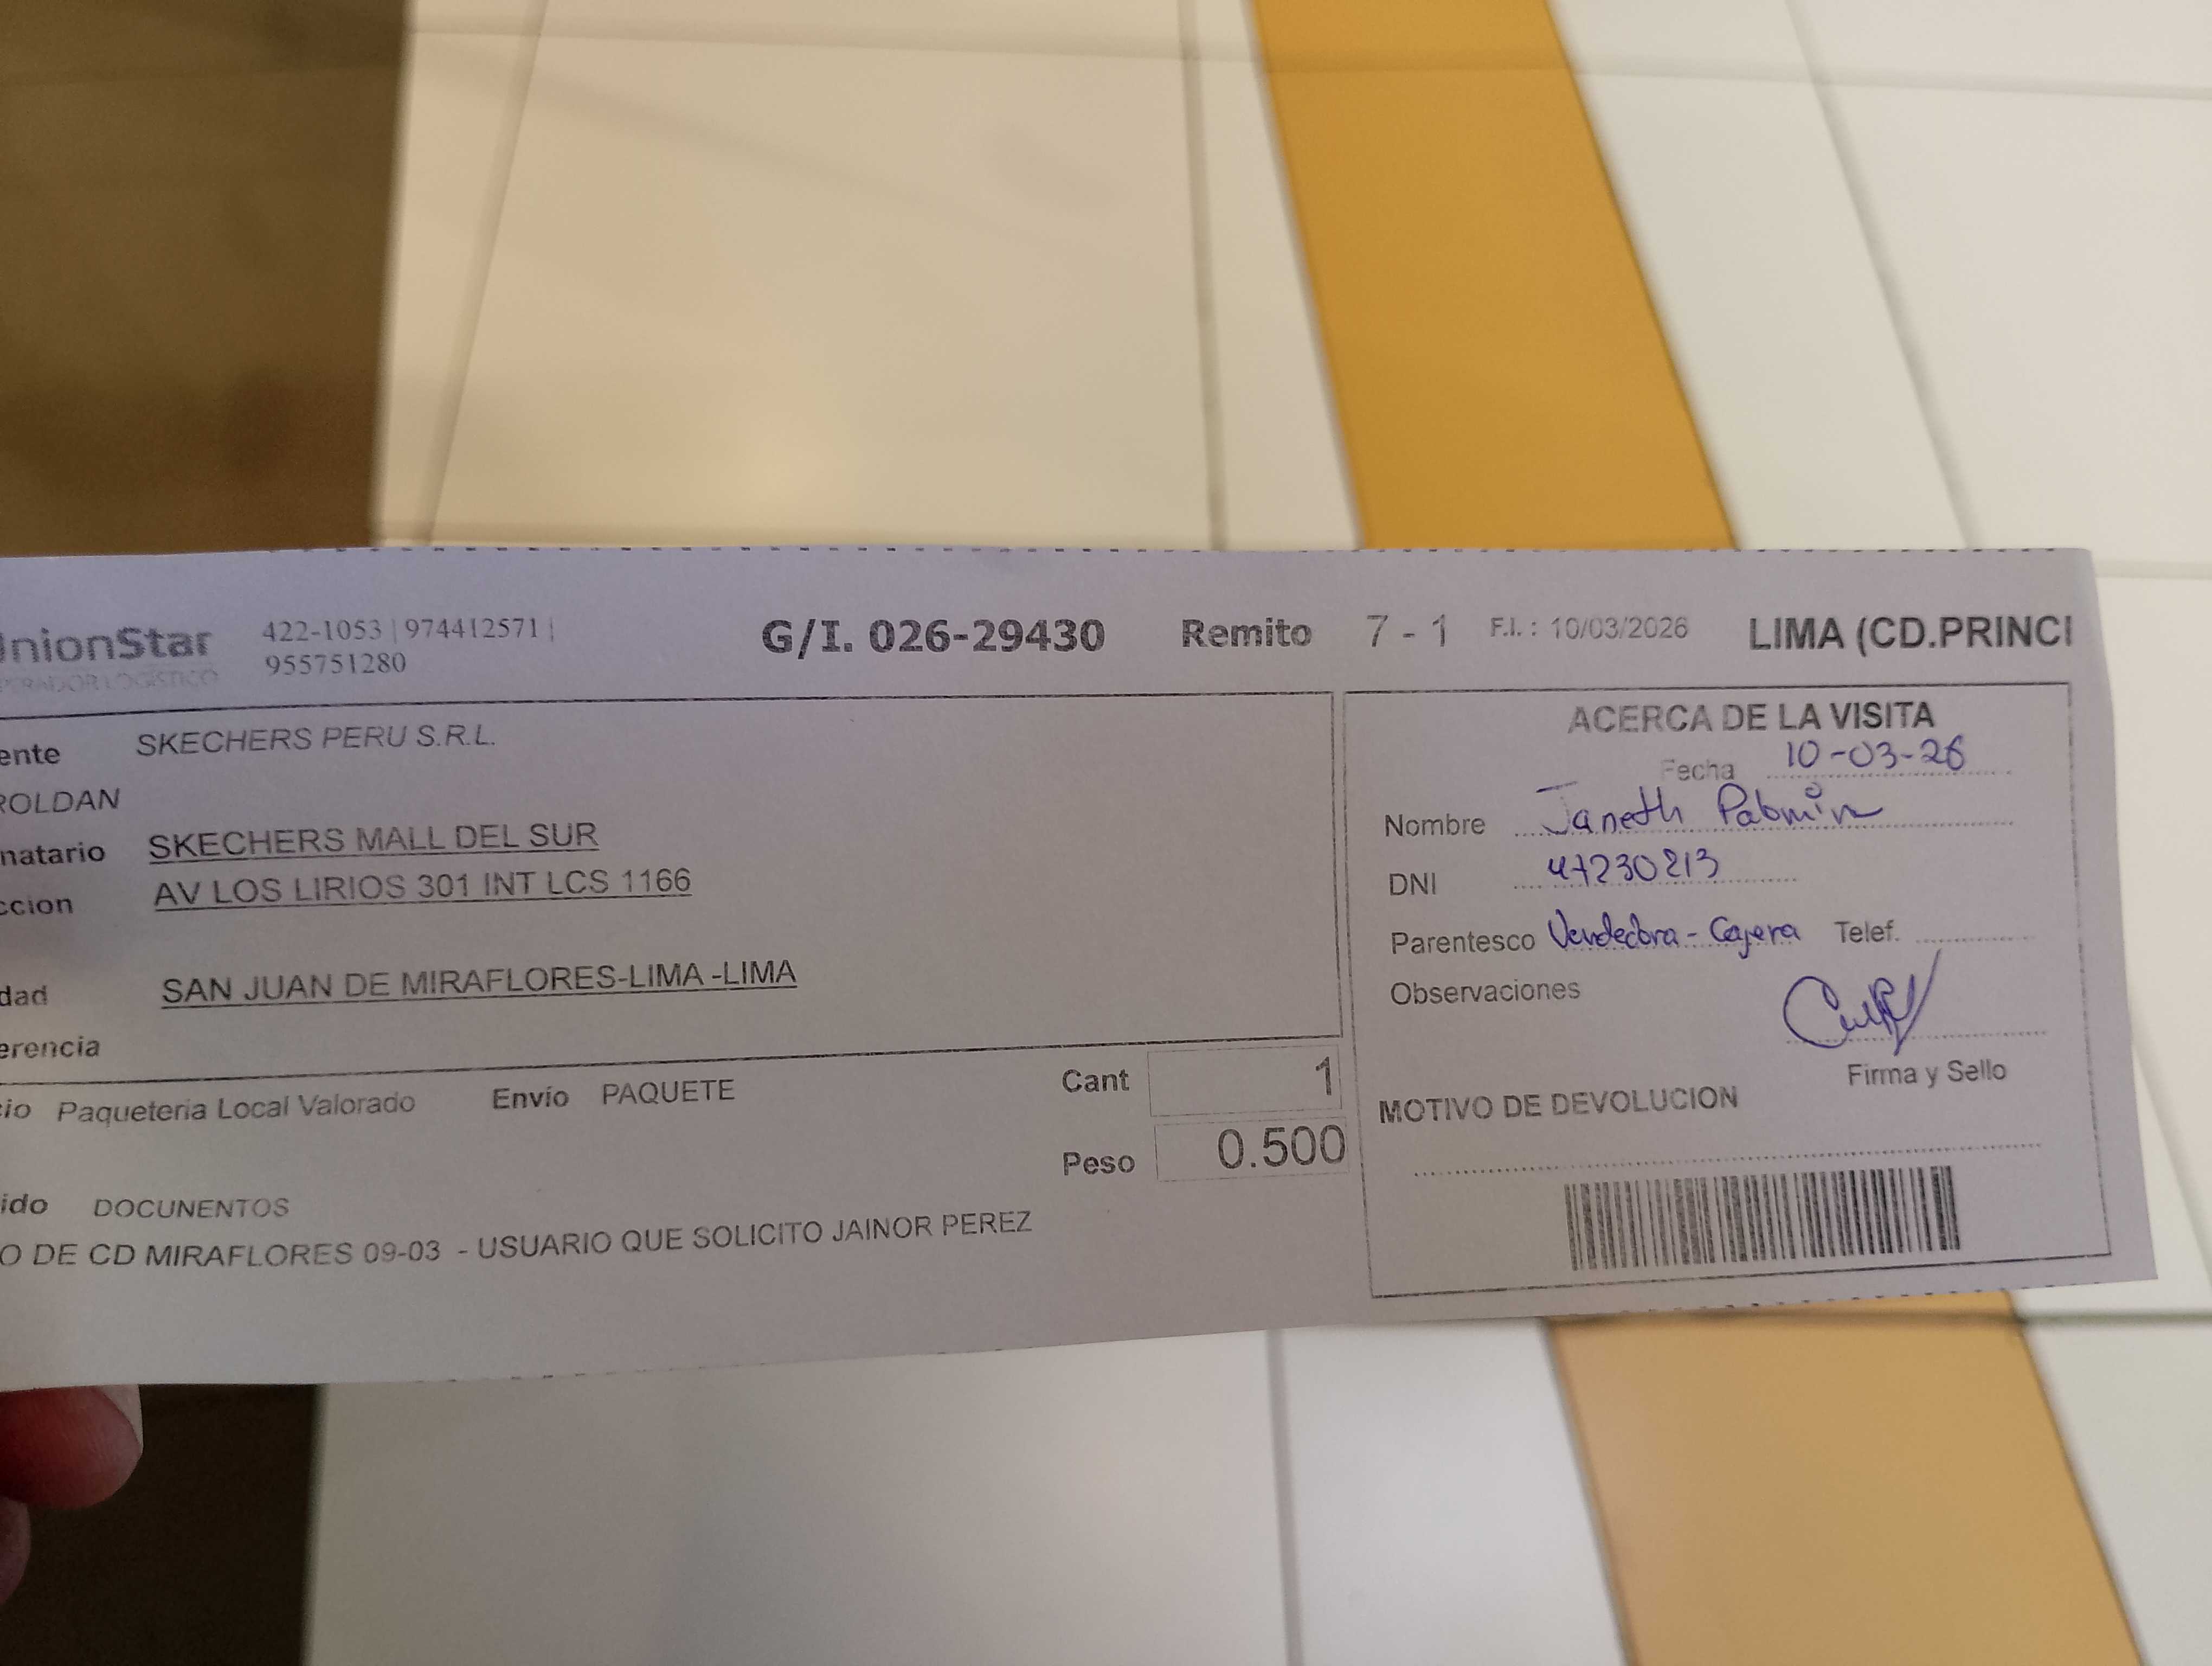 nionStar
OPERADOR LOGISTICO
422-1053 | 974412571 |
955751280
G/I. 026-29430
Remito 7 - 1
F.I. : 10/03/2026
LIMA (CD.PRINCI
ente SKECHERS PERU S.R.L.
ROLDAN
natario SKECHERS MALL DEL SUR
ccion AV LOS LIRIOS 301 INT LCS 1166
dad SAN JUAN DE MIRAFLORES-LIMA -LIMA
erencia
io Paqueteria Local Valorado Envío PAQUETE
Cant 1
Peso 0.500
ido DOCUNENTOS
O DE CD MIRAFLORES 09-03 - USUARIO QUE SOLICITO JAINOR PEREZ
ACERCA DE LA VISITA
Fecha 10-03-26
Nombre Janeth
DNI 47230213
Parentesco Vendedora - Cajera Telef.
Observaciones
Firma y Sello
MOTIVO DE DEVOLUCION